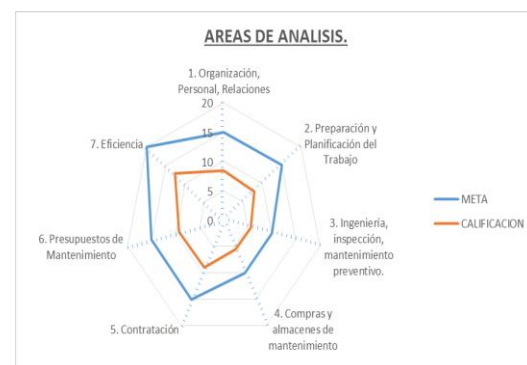 AREAS DE ANALISIS.
1. Organización,
Personal, Relaciones
20
15
10
5
0
2. Preparación y
Planificación del
Trabajo
3. Ingeniería,
inspección,
mantenimiento
preventivo.
4. Compras y
almacenes de
mantenimiento
5. Contratación
6. Presupuestos de
Mantenimiento
7. Eficiencia
META
CALIFICACION